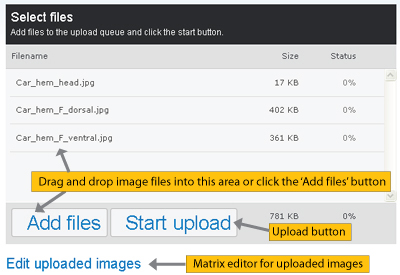 Select files
Add files to the upload queue and click the start button.
Filename Size Status
Car_hem_head.jpg 17 KB 0%
Car_hem_F_dorsal.jpg 402 KB 0%
Car_hem_F_ventral.jpg 361 KB 0%
Drag and drop image files into this area or click the 'Add files' button
Add files Start upload 781 KB 0%
Upload button
Edit uploaded images Matrix editor for uploaded images